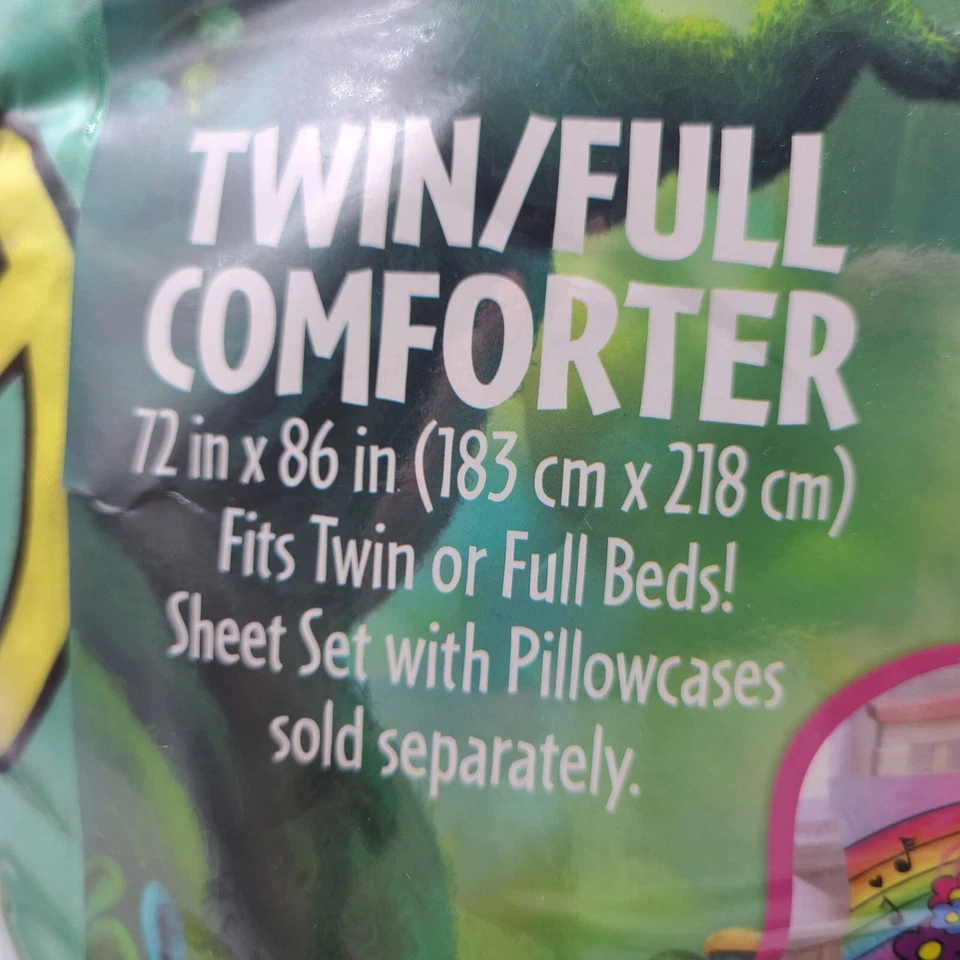 TWIN/FULL
COMFORTER
72 in x 86 in (183 cm x 218 cm)
Fits Twin or Full Beds!
Sheet Set with Pillowcases
sold separately.